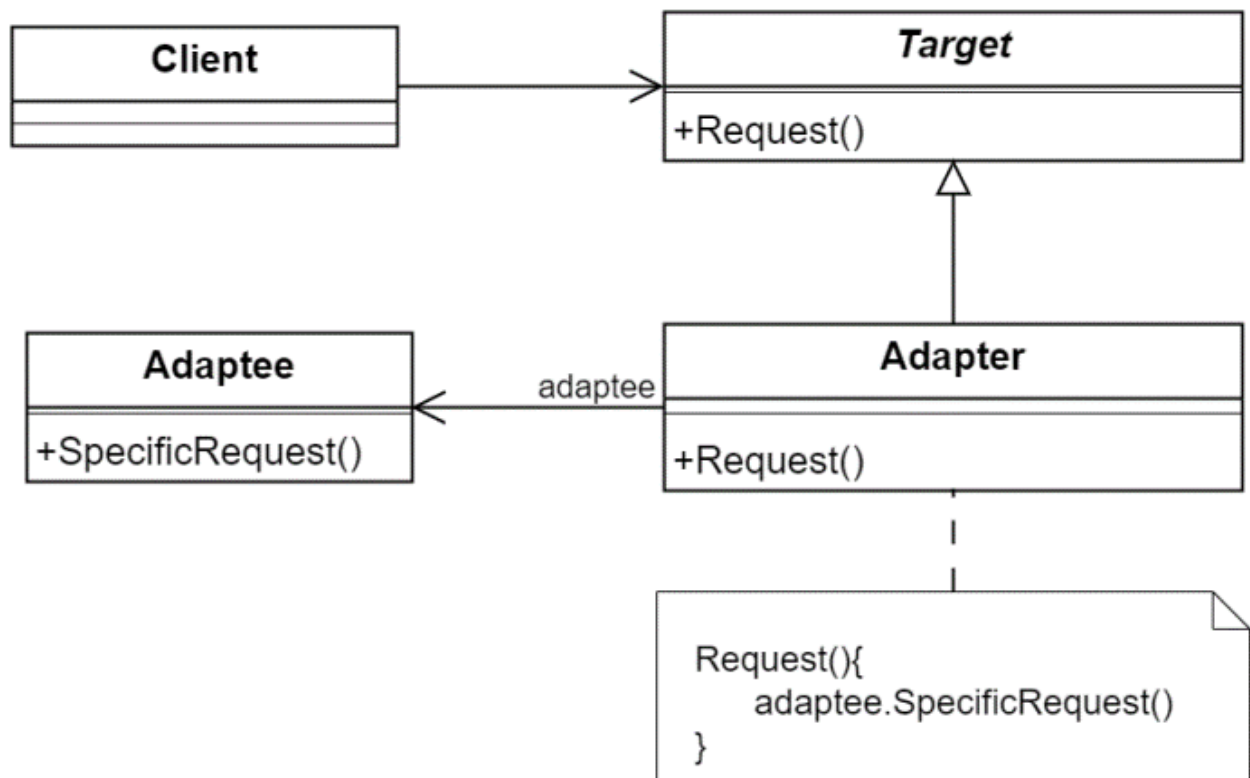 Client
Target
+Request()
Adaptee
+SpecificRequest()
adaptee
Adapter
+Request()
Request(){
adaptee.SpecificRequest()
}